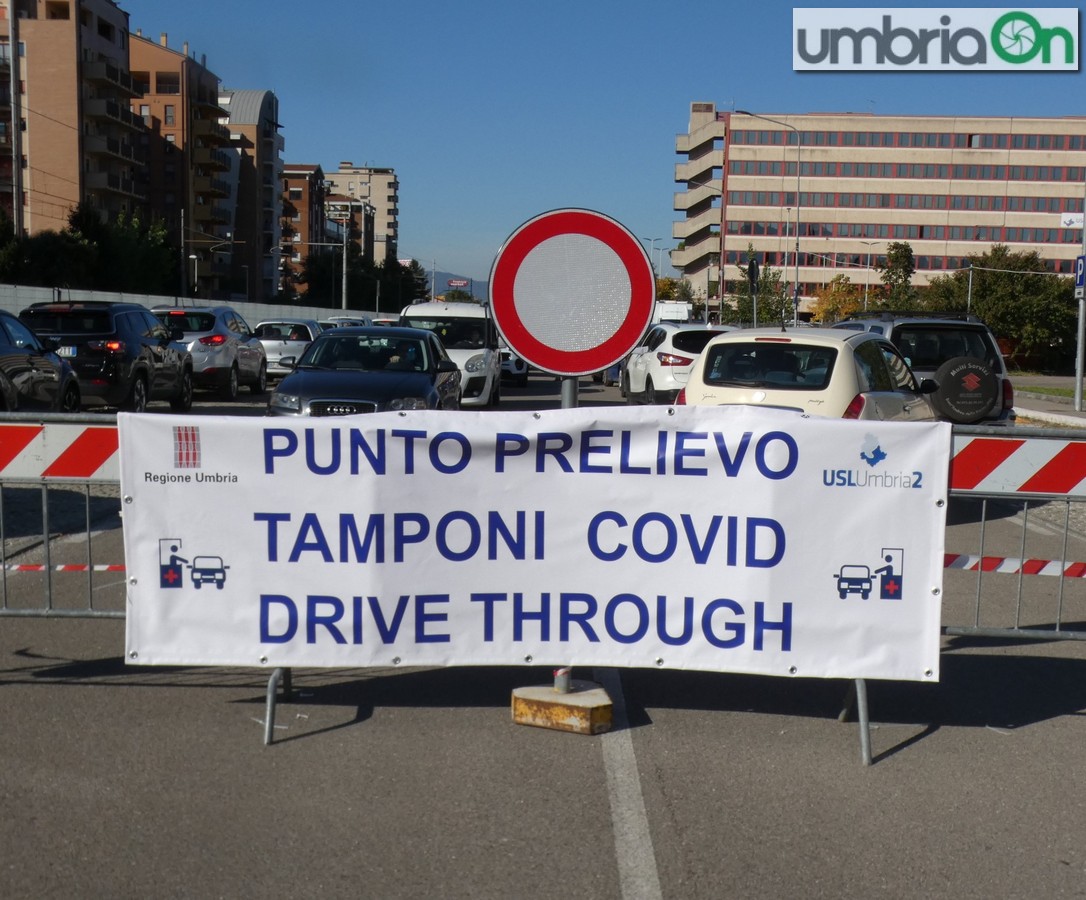 umbriaOn
PUNTO PRELIEVO
TAMPONI COVID
DRIVE THROUGH
Regione Umbria
USLUmbria2